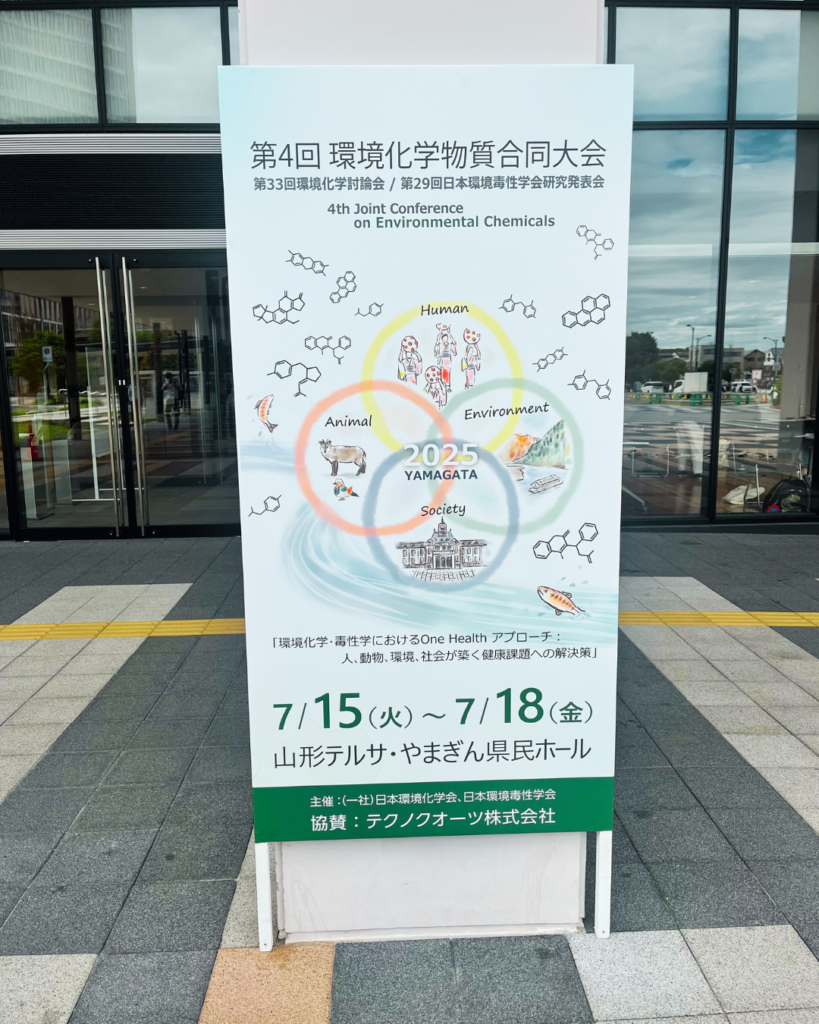 第4回 環境化学物質合同大会
第33回環境化学討論会 / 第29回日本環境毒性学会研究発表会
4th Joint Conference
on Environmental Chemicals
Human
Animal
Environment
2025
YAMAGATA
Society
「環境化学・毒性学におけるOne Health アプローチ：
人、動物、環境、社会が築く健康課題への解決策」
7/15（火）～ 7/18（金）
山形テルサ・やまぎん県民ホール
主催：（一社）日本環境化学会、日本環境毒性学会
協賛：テクノクオーツ株式会社